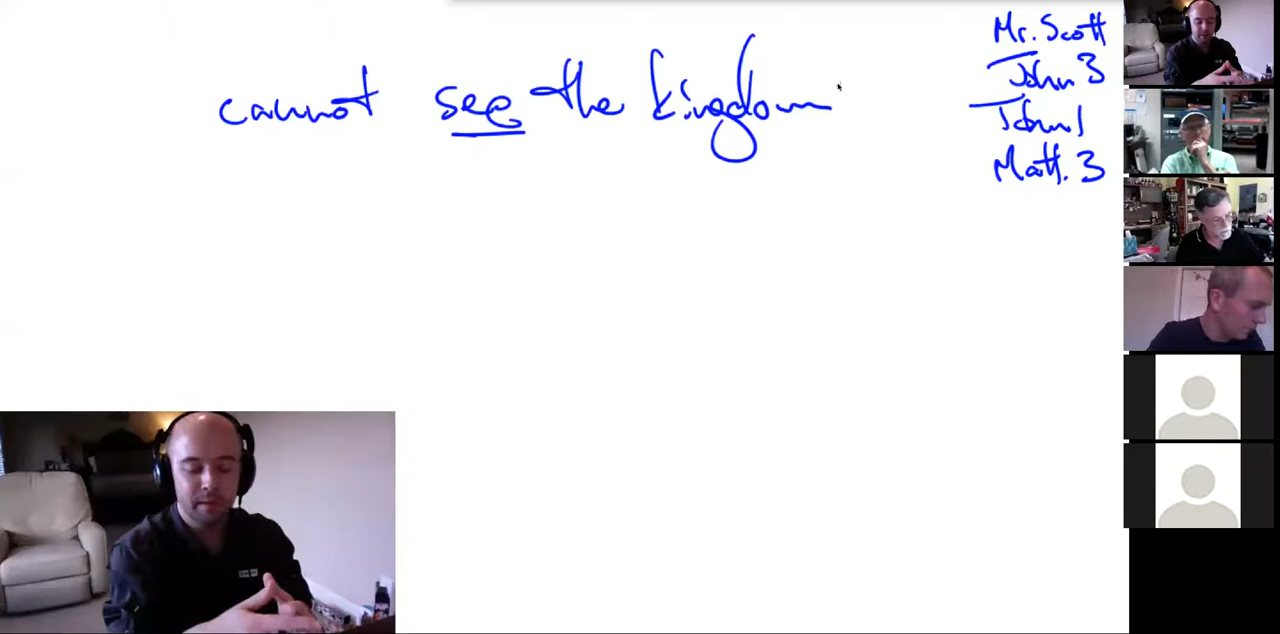 cannot see the kingdom
Mr. Scott
John 3
John 1
Matt. 3